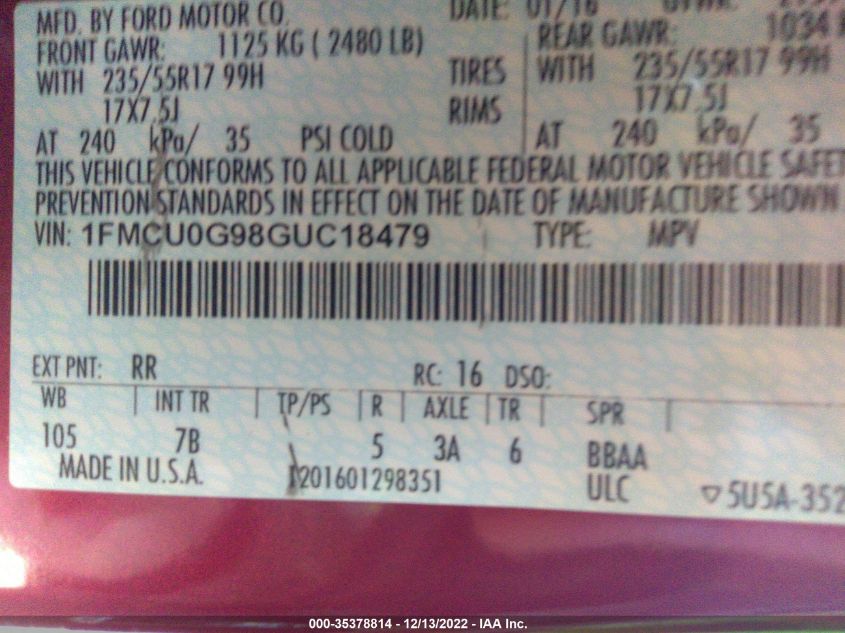 MFD. BY FORD MOTOR CO. DATE: 01/16
FRONT GAWR: 1125 KG ( 2480 LB) REAR GAWR: 1034
WITH 235/55R17 99H TIRES WITH 235/55R17 99H
17X7.5J RIMS 17X7.5J
AT 240 kPa/ 35 PSI COLD AT 240 kPa/ 35
THIS VEHICLE CONFORMS TO ALL APPLICABLE FEDERAL MOTOR VEHICLE SAFET
PREVENTION STANDARDS IN EFFECT ON THE DATE OF MANUFACTURE SHOWN
VIN: 1FMCU0G98GUC18479 TYPE: MPV
EXT PNT: RR RC: 16 DSO:
WB | INT TR | TP/PS | R | AXLE | TR | SPR |
105 7B 5 3A 6 BBAA
MADE IN U.S.A. ULC ▽5U5A-352
000-35378814 - 12/13/2022 - IAA Inc.